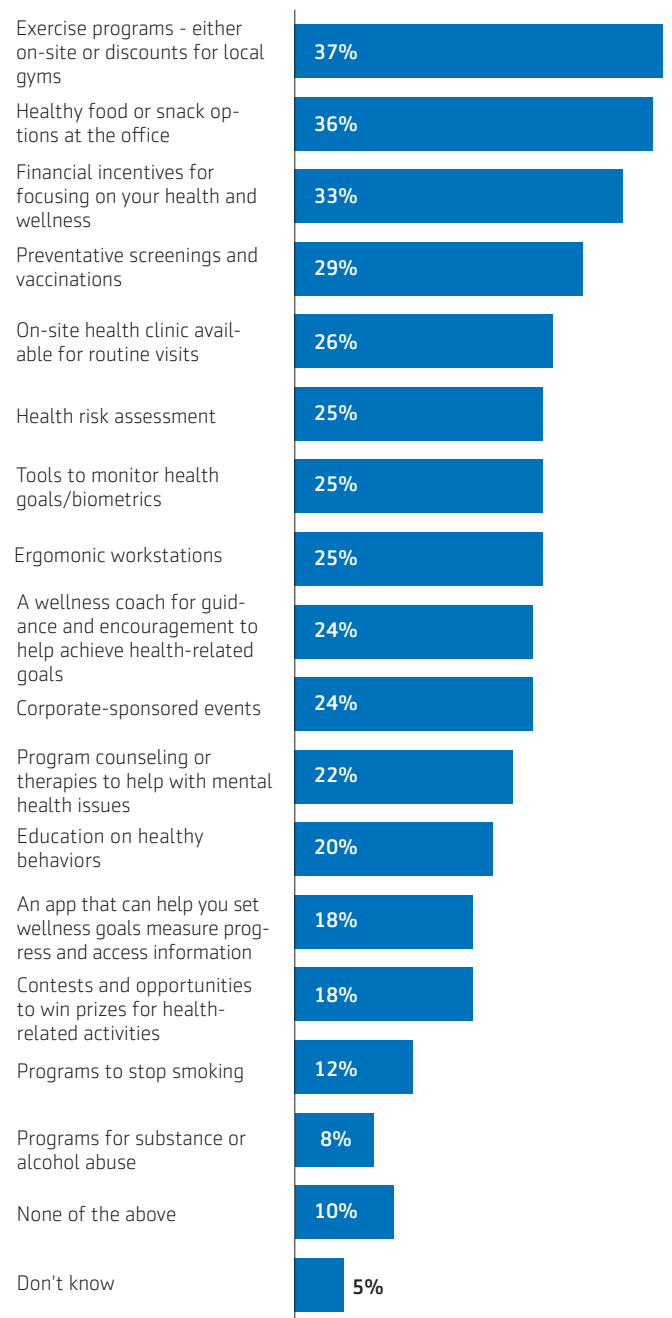 Exercise programs - either
on-site or discounts for local
gyms
37%
Healthy food or snack op-
tions at the office
36%
Financial incentives for
focusing on your health and
wellness
33%
Preventative screenings and
vaccinations
29%
On-site health clinic avail-
able for routine visits
26%
Health risk assessment
25%
Tools to monitor health
goals/biometrics
25%
Ergomonic workstations
25%
A wellness coach for guid-
ance and encouragement to
help achieve health-related
goals
24%
Corporate-sponsored events
24%
Program counseling or
therapies to help with mental
health issues
22%
Education on healthy
behaviors
20%
An app that can help you set
wellness goals measure prog-
ress and access information
18%
Contests and opportunities
to win prizes for health-
related activities
18%
Programs to stop smoking
12%
Programs for substance or
alcohol abuse
8%
None of the above
10%
Don't know
5%